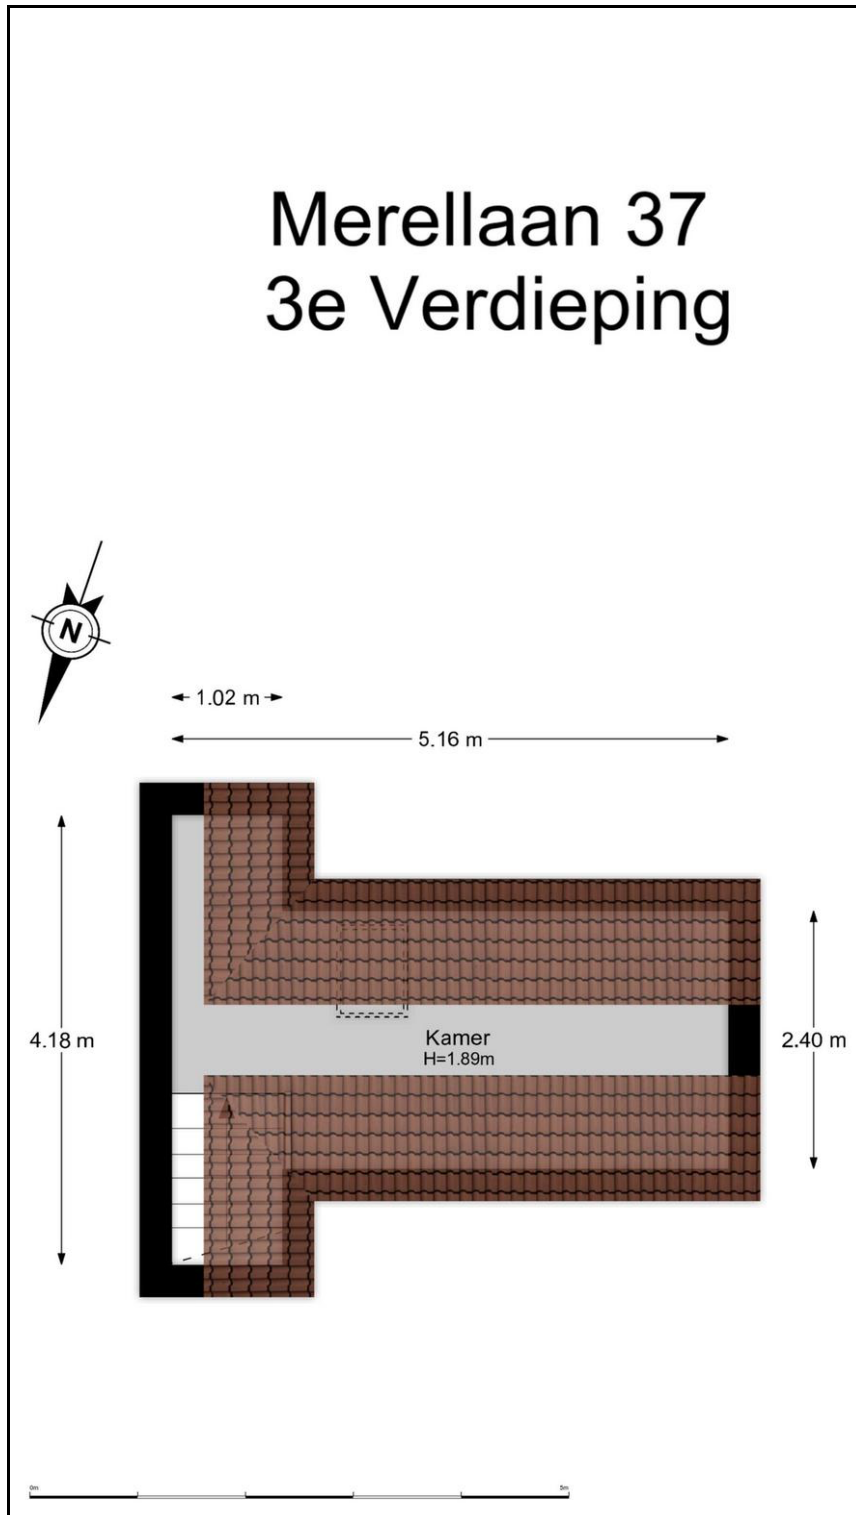 Merellaan 37
3e Verdieping
N
1.02 m
5.16 m
4.18 m
Kamer
H=1.89m
2.40 m
0m
5m